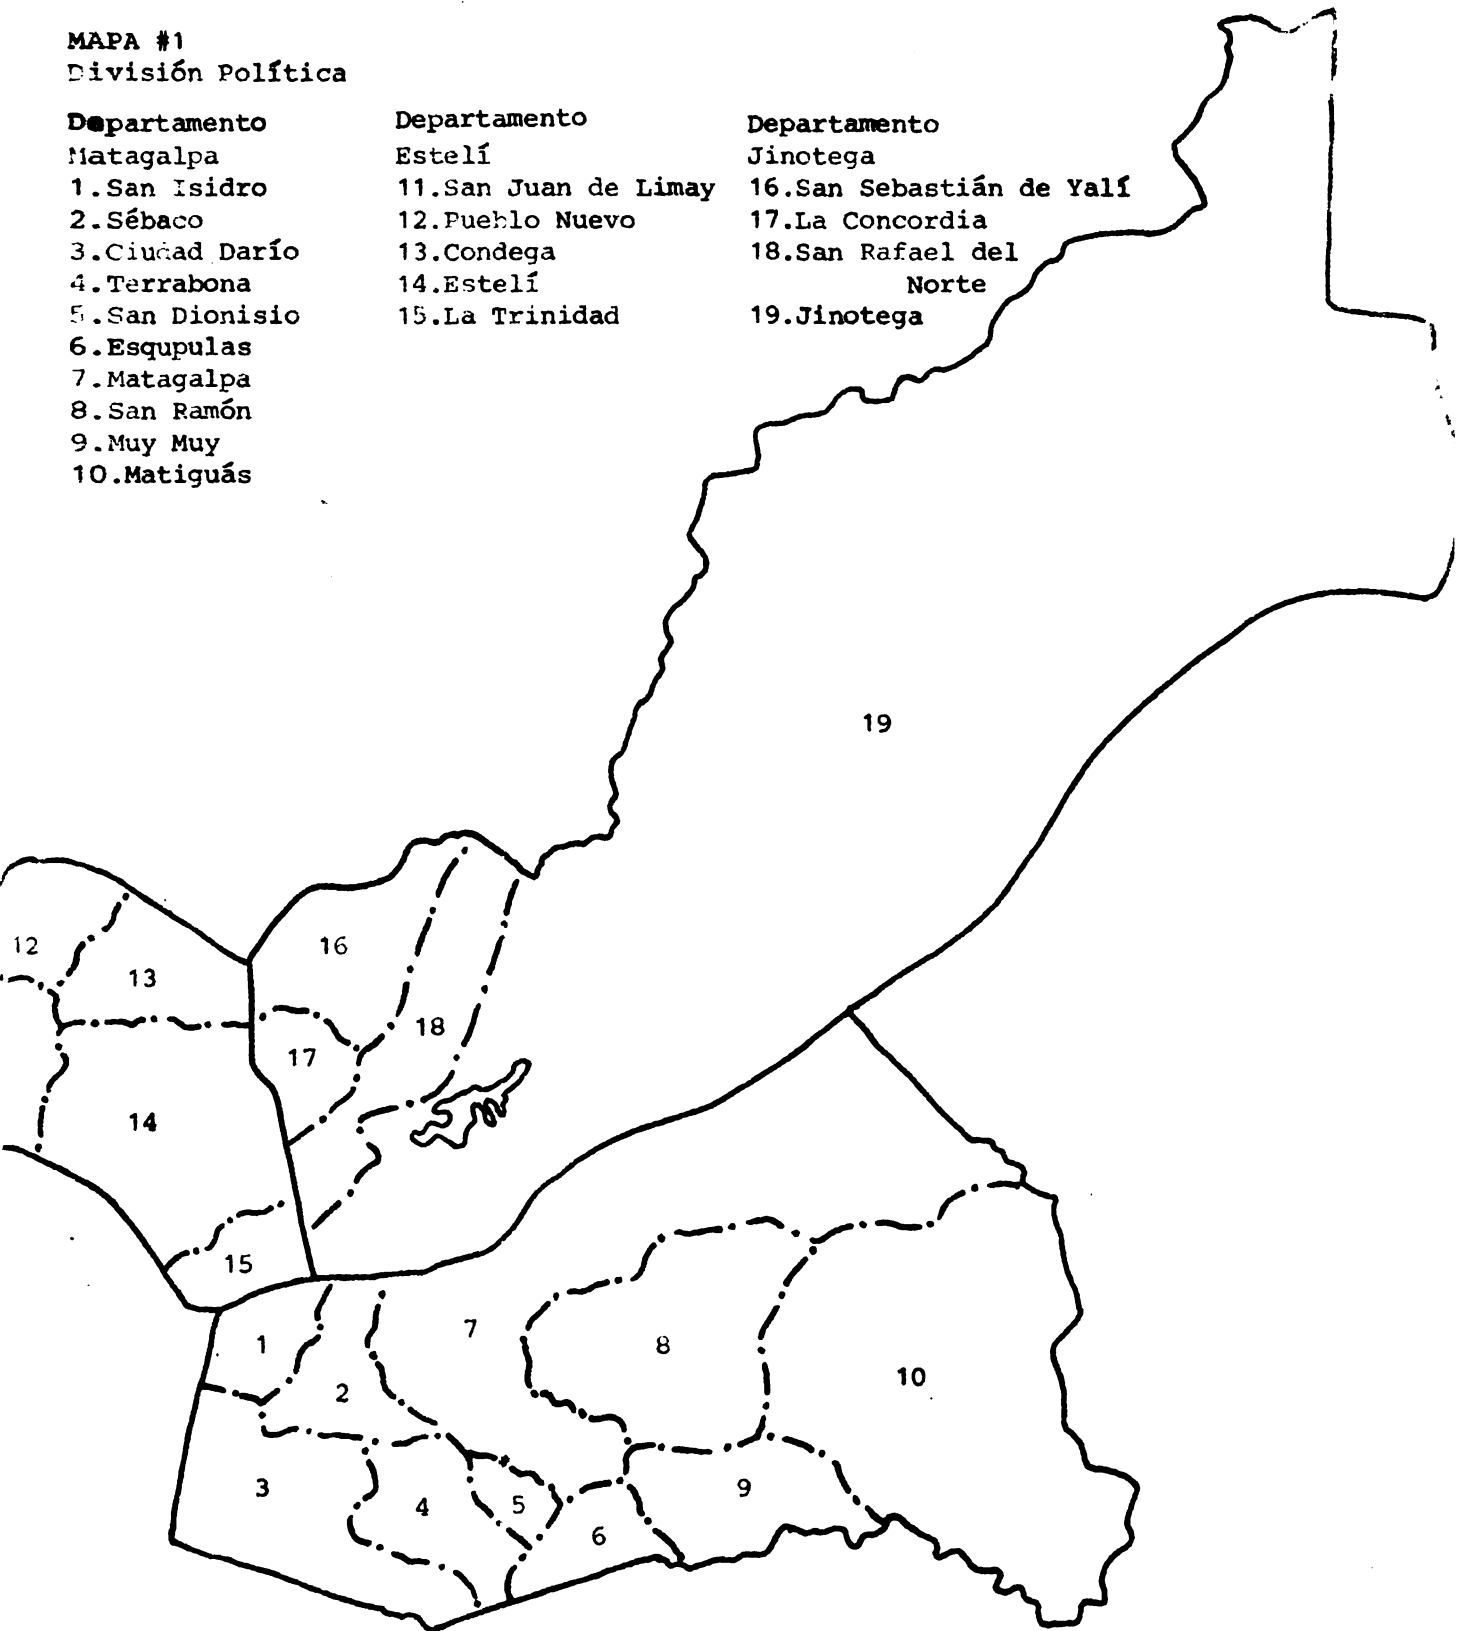 MAPA #1
División Política
Departamento
Matagalpa
1.San Isidro
2.Sébaco
3.Ciudad Darío
4.Terrabona
5.San Dionisio
6.Esqupulas
7.Matagalpa
8.San Ramón
9.Muy Muy
10.Matiguás
Departamento
Estelí
11.San Juan de Limay
12.Pueblo Nuevo
13.Condega
14.Estelí
15.La Trinidad
Departamento
Jinotega
16.San Sebastián de Yalí
17.La Concordia
18.San Rafael del
Norte
19.Jinotega
19
12
13
16
18
17
14
15
1
7
8
2
10
3
4
5
9
6